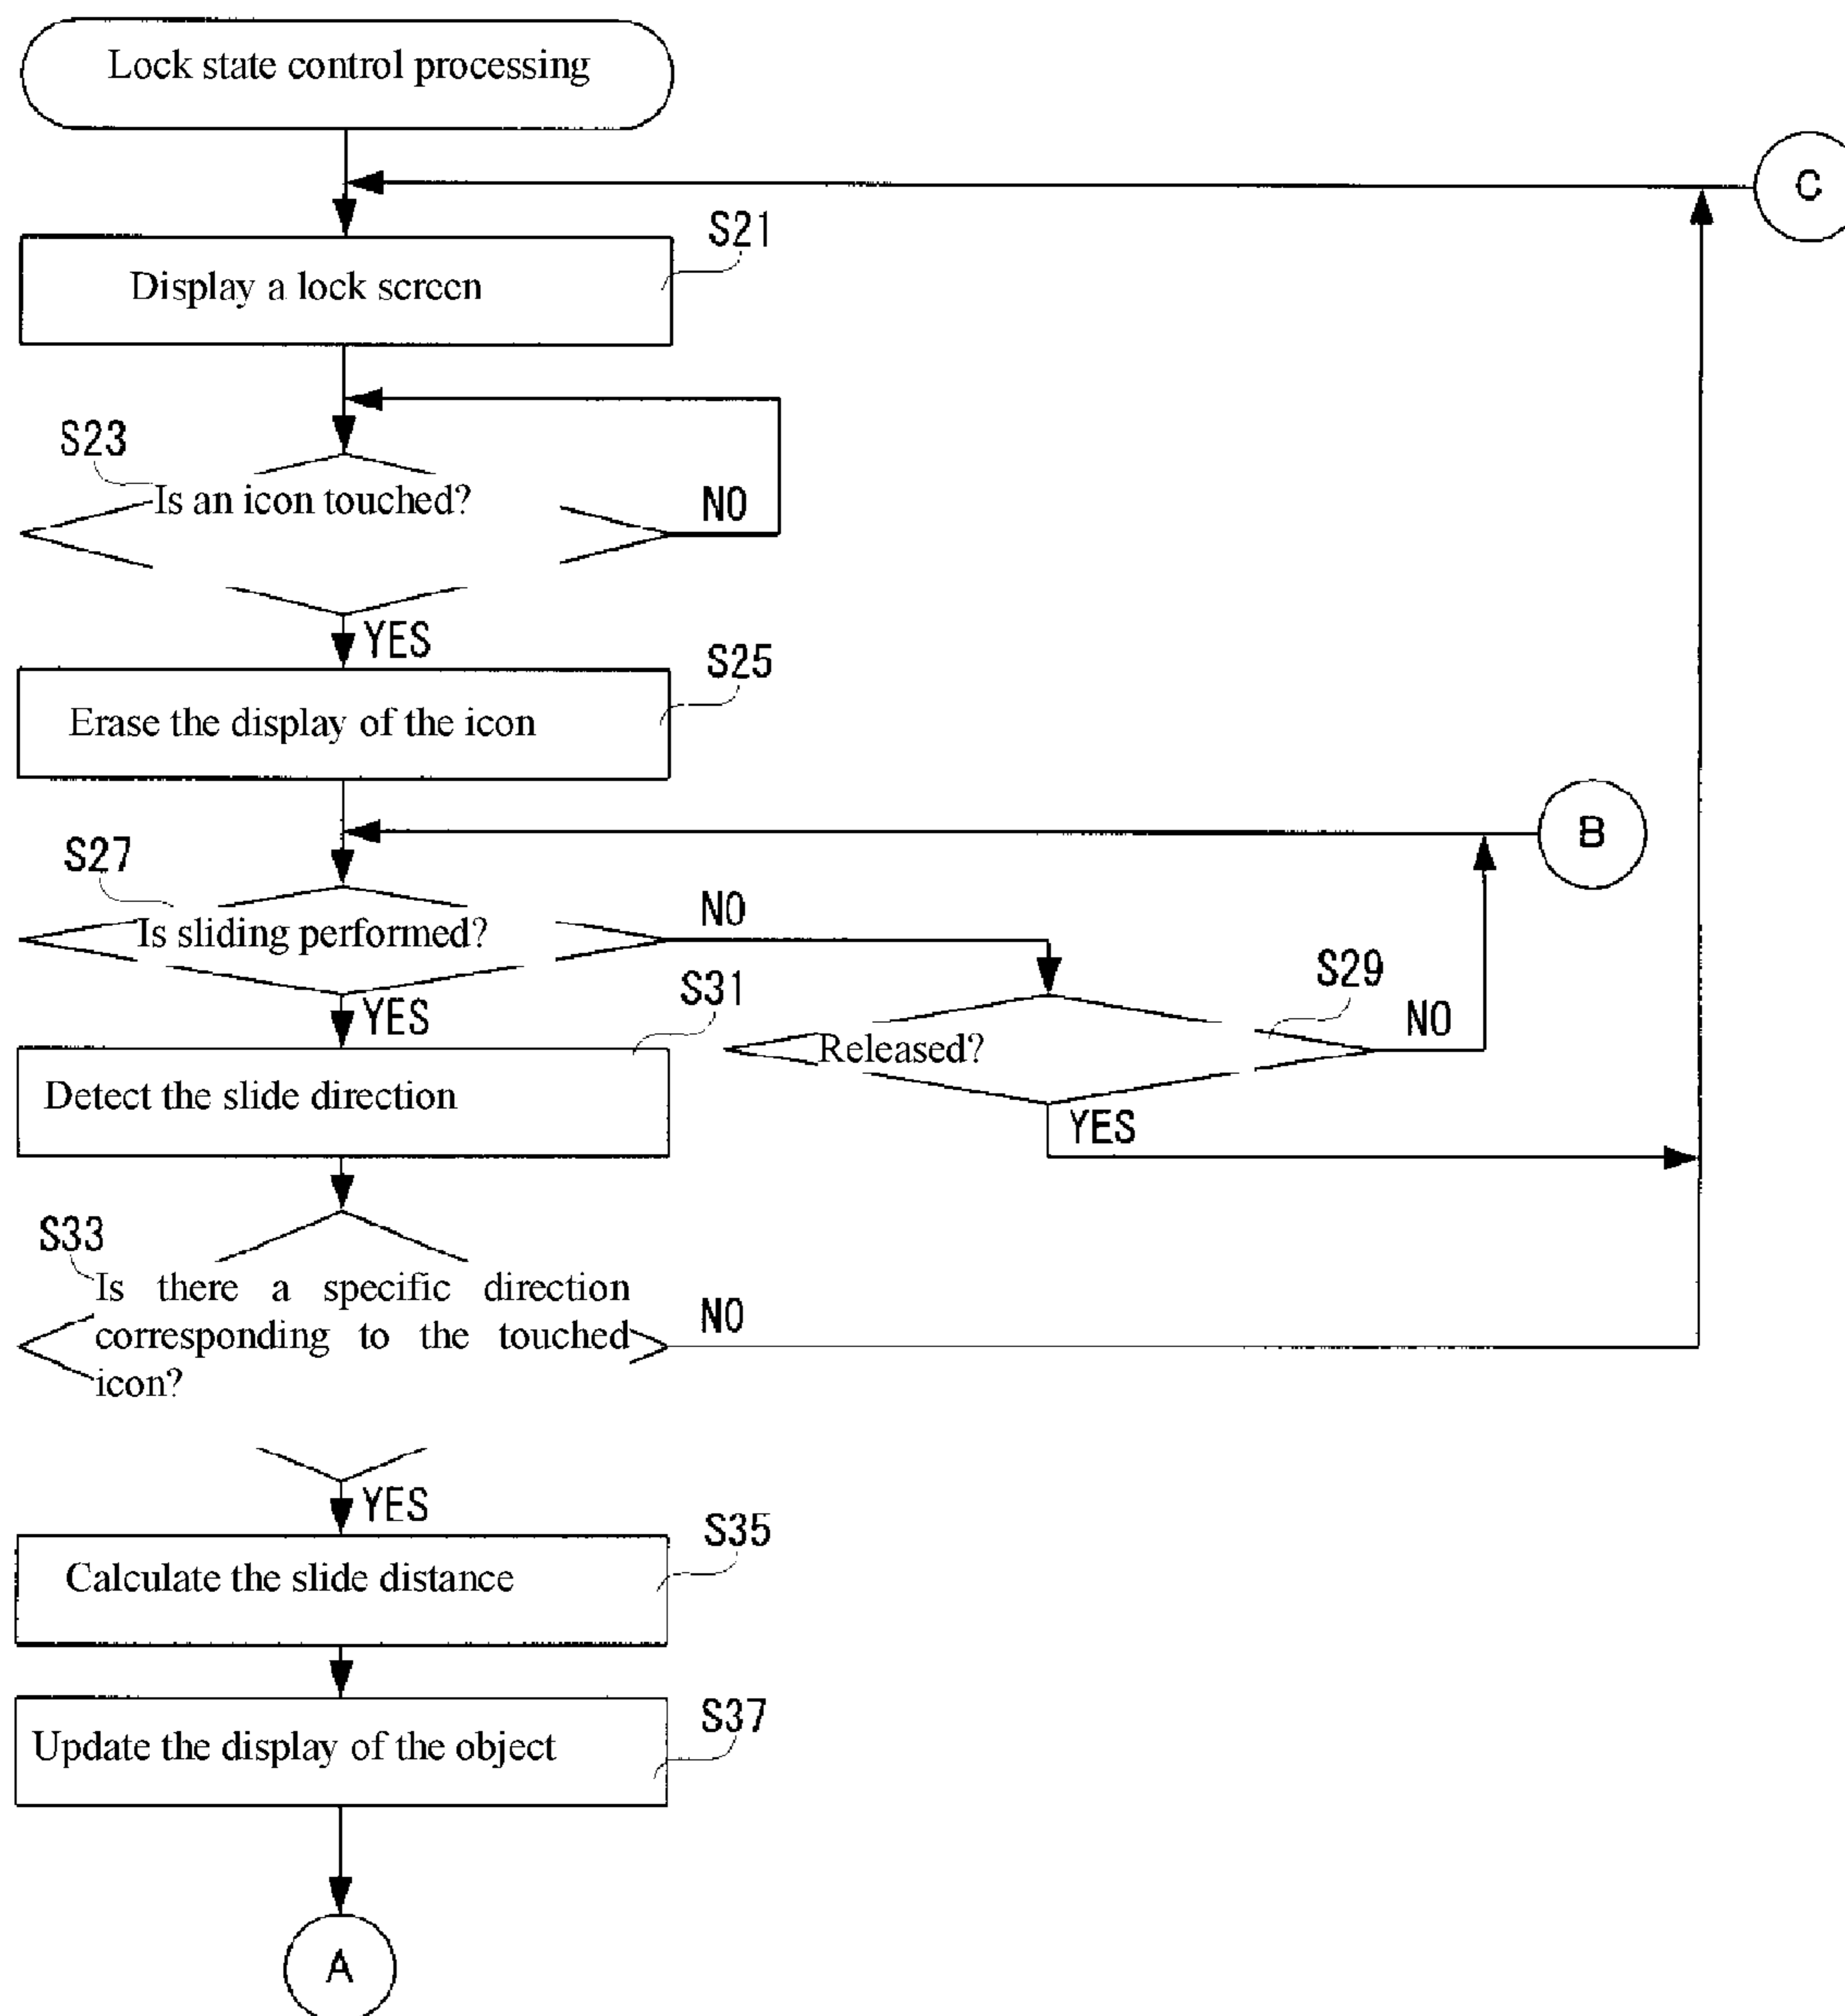 Lock state control processing
C
S21
Display a lock screen
S23
Is an icon touched?
NO
YES
S25
Erase the display of the icon
B
S27
Is sliding performed?
NO
S29
Released?
NO
YES
YES
S31
Detect the slide direction
S33
Is there a specific direction
corresponding to the touched
icon?
NO
YES
S35
Calculate the slide distance
S37
Update the display of the object
A